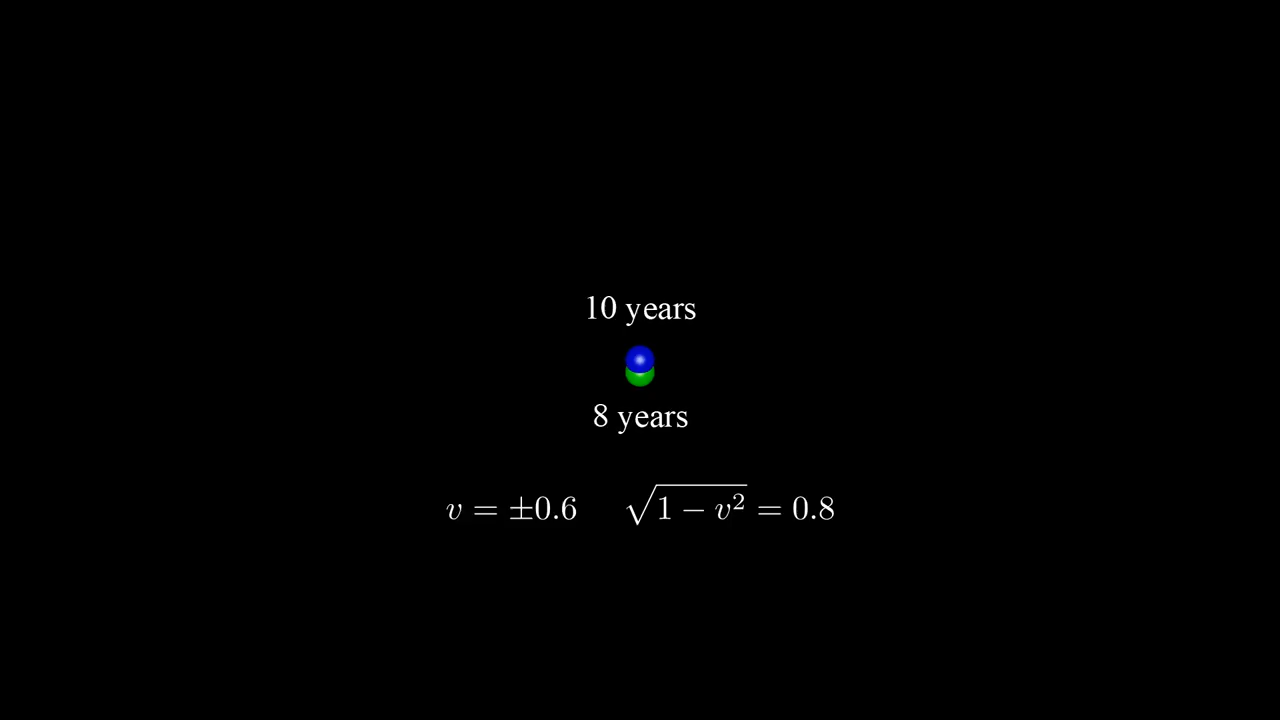 10 years
8 years
v = ±0.6   √(1 − v²) = 0.8